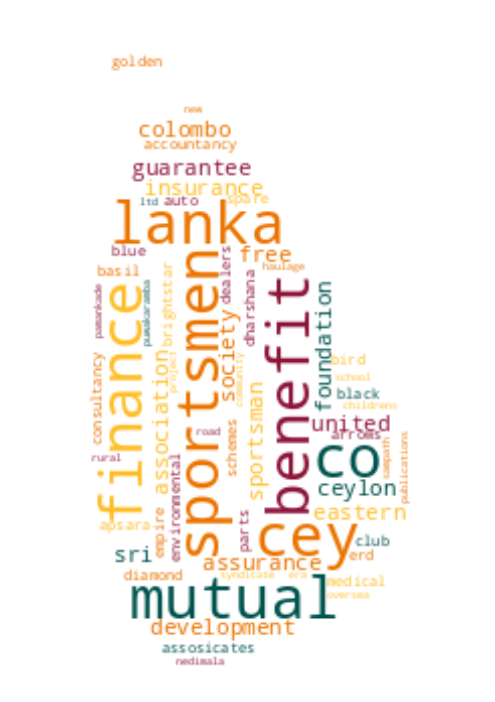 golden
new
colombo
accountancy
guarantee
insurance
ltd auto spare
lanka
blue free
basil haulage
finance
sportsmen
benefit
pamankade
puwakaramba
brightstar
dealers
dharshana
foundation
society
consultancy
association
project
community
sportsman
bird
school
black
childrens
united
arroms
road
schemes
rural
environmental
co
sampath
publications
ceylon
eastern
apsara
empire
parts
cey
club
sri
assurance
erd
diamond syndicate era medical
mutual
oversea
development
assosicates
nedimala